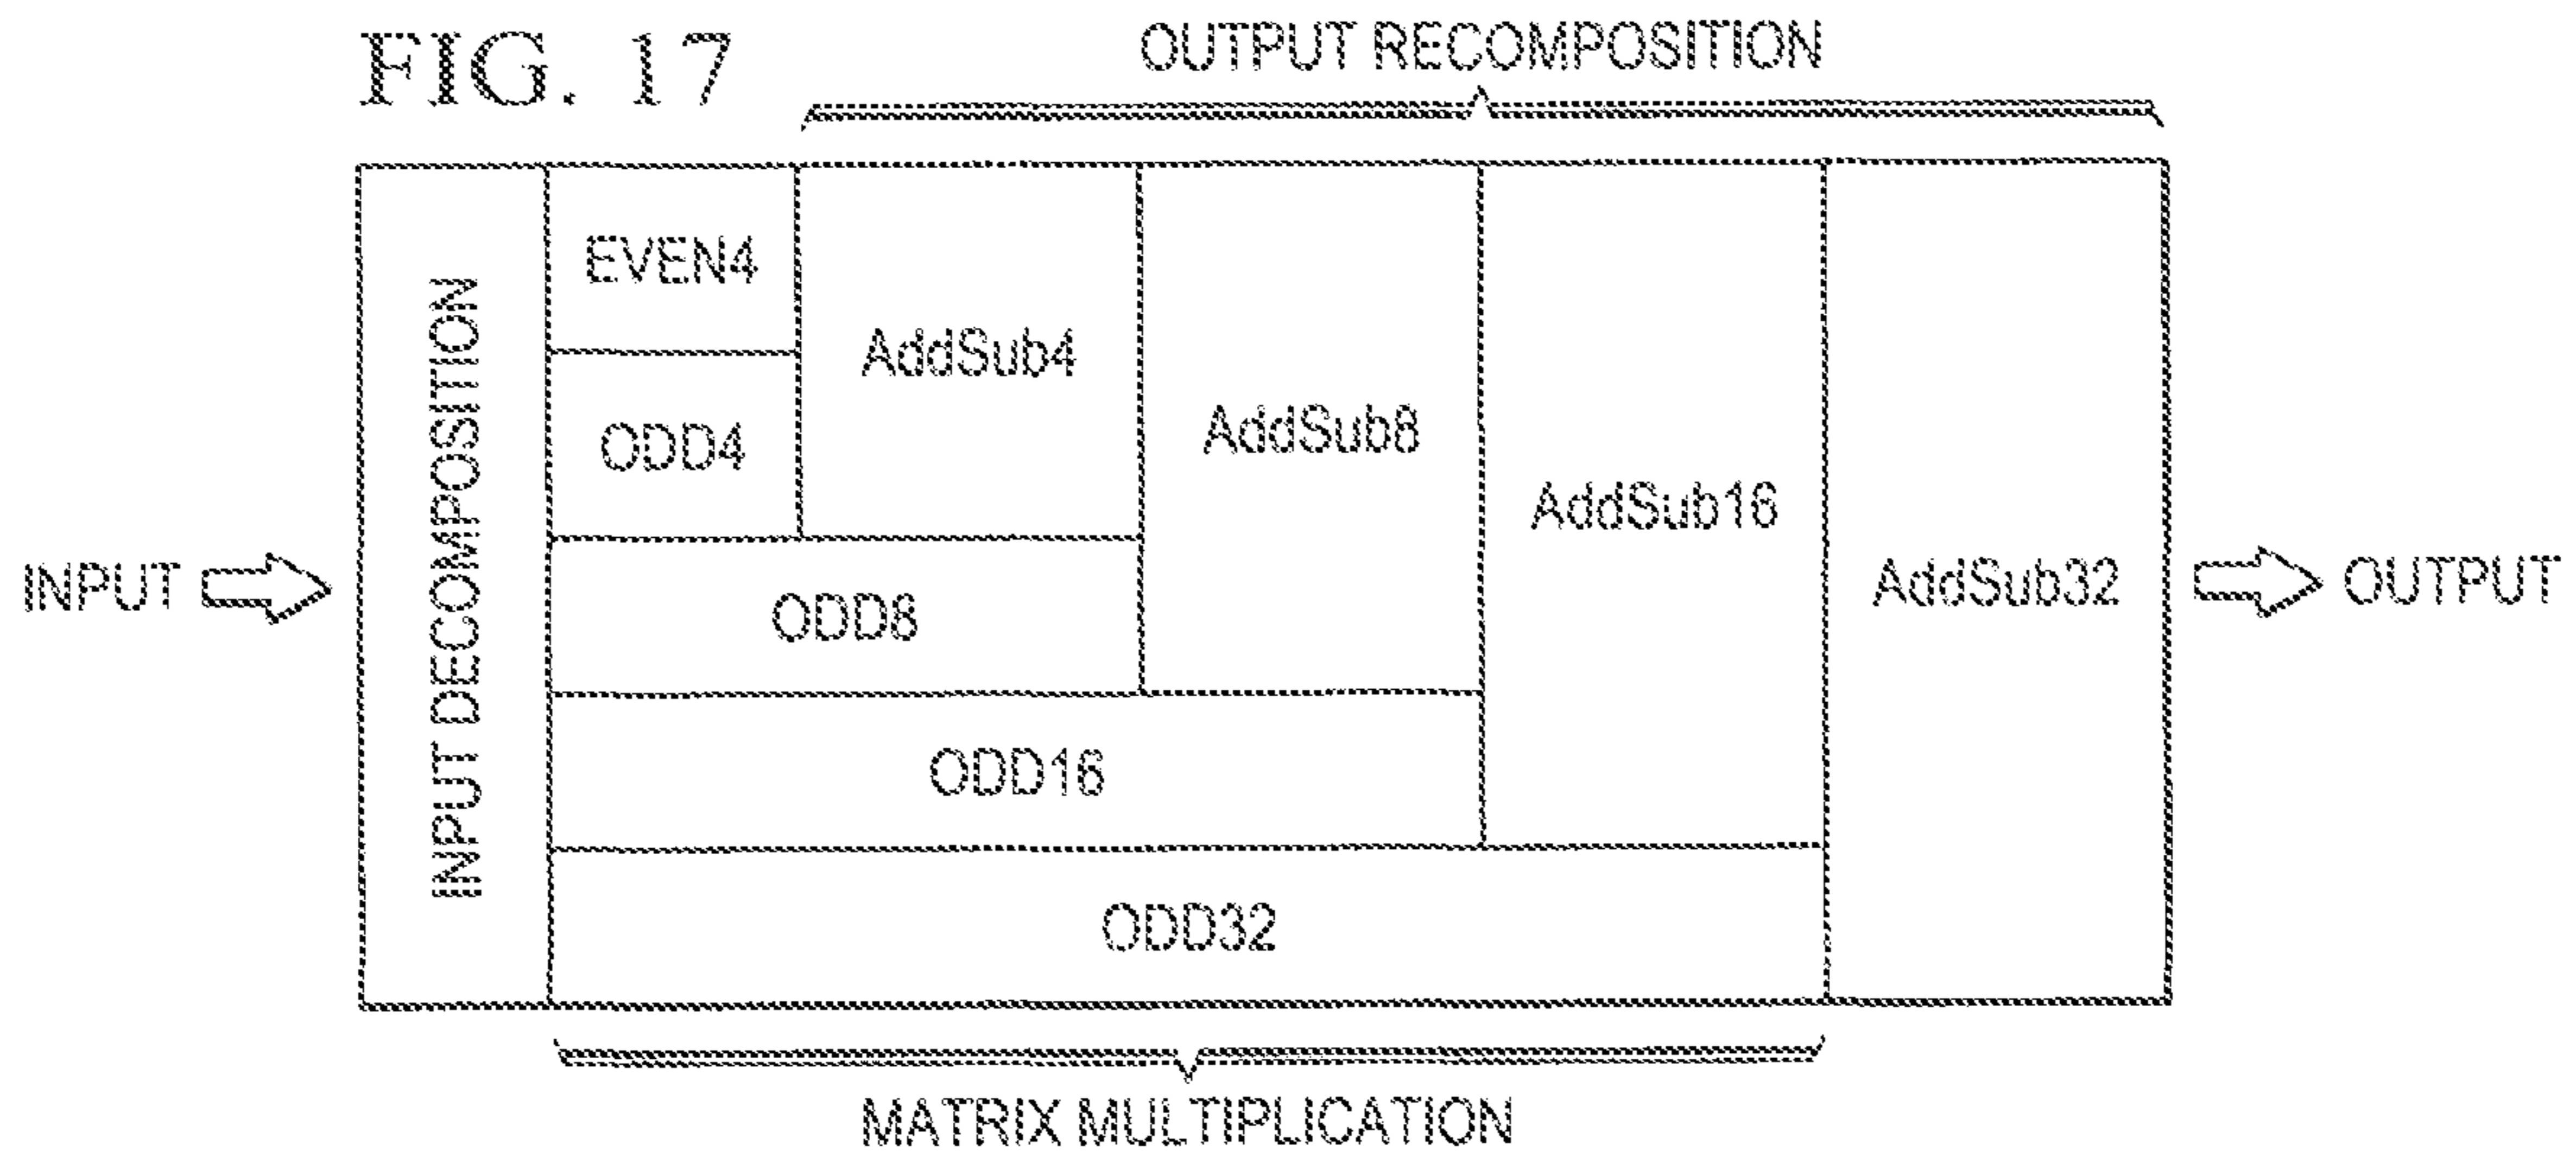 FIG. 17
OUTPUT RECOMPOSITION
INPUT
INPUT DECOMPOSITION
EVEN4
ODD4
ODD8
ODD16
ODD32
AddSub4
AddSub8
AddSub16
AddSub32
OUTPUT
MATRIX MULTIPLICATION